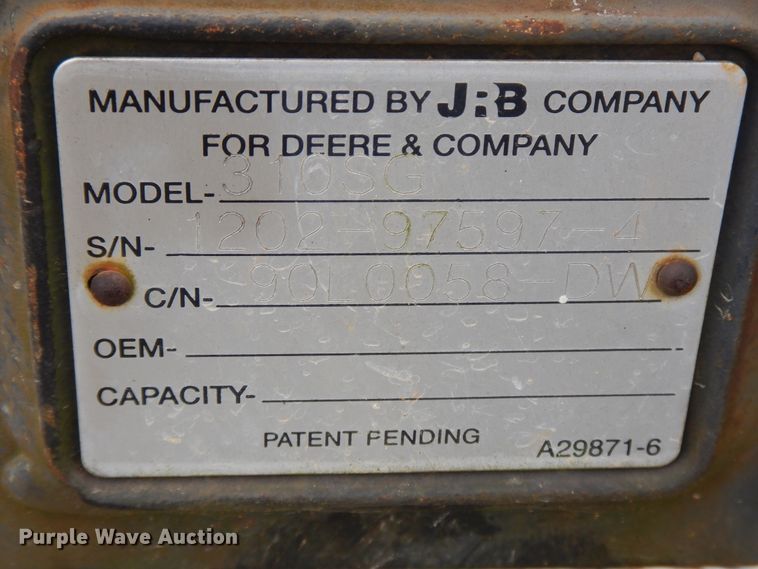 MANUFACTURED BY JRB COMPANY
FOR DEERE & COMPANY
MODEL- 310SG
S/N- 1202-97597-4
C/N- 90L0058-DW
OEM-
CAPACITY-
PATENT PENDING
A29871-6
Purple Wave Auction®